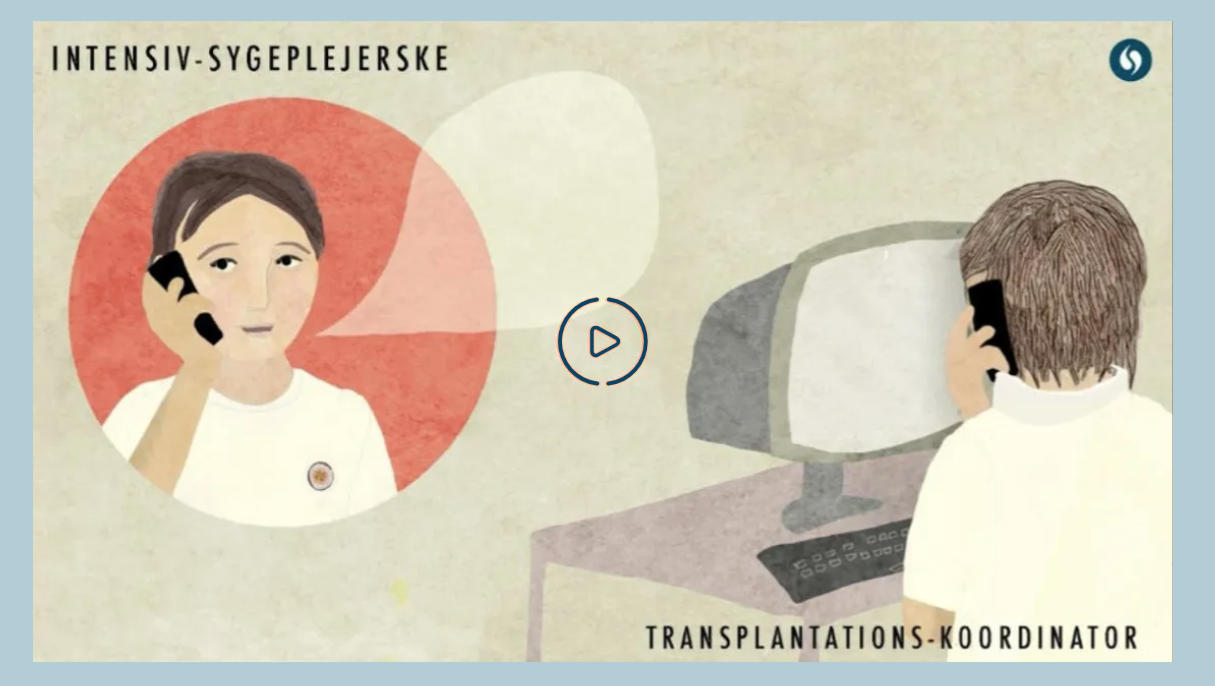 INTENSIV-SYGEPLEJERSKE
TRANSPLANTATIONS-KOORDINATOR